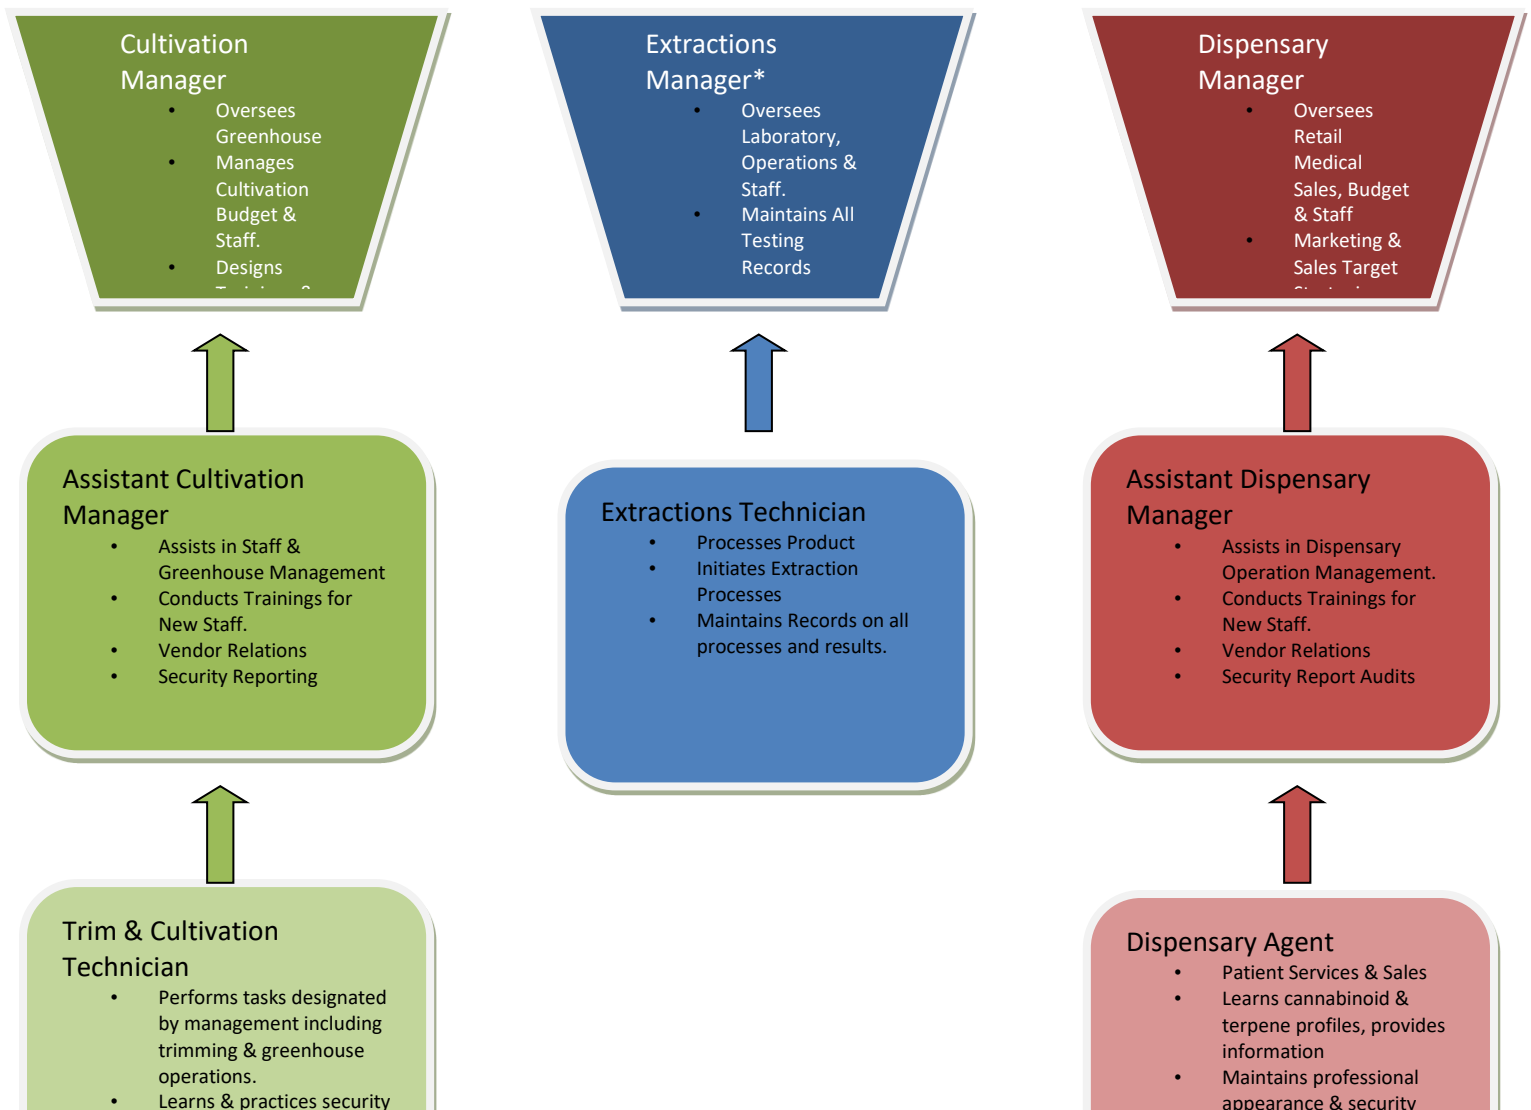 Cultivation
Manager
• Oversees
Greenhouse
• Manages
Cultivation
Budget &
Staff.
• Designs
Extractions
Manager*
• Oversees
Laboratory,
Operations &
Staff.
• Maintains All
Testing
Records
Dispensary
Manager
• Oversees
Retail
Medical
Sales, Budget
& Staff
• Marketing &
Sales Target
Assistant Cultivation
Manager
• Assists in Staff &
Greenhouse Management
• Conducts Trainings for
New Staff.
• Vendor Relations
• Security Reporting
Extractions Technician
• Processes Product
• Initiates Extraction
Processes
• Maintains Records on all
processes and results.
Assistant Dispensary
Manager
• Assists in Dispensary
Operation Management.
• Conducts Trainings for
New Staff.
• Vendor Relations
• Security Report Audits
Trim & Cultivation
Technician
• Performs tasks designated
by management including
trimming & greenhouse
operations.
• Learns & practices security
Dispensary Agent
• Patient Services & Sales
• Learns cannabinoid &
terpene profiles, provides
information
• Maintains professional
appearance & security